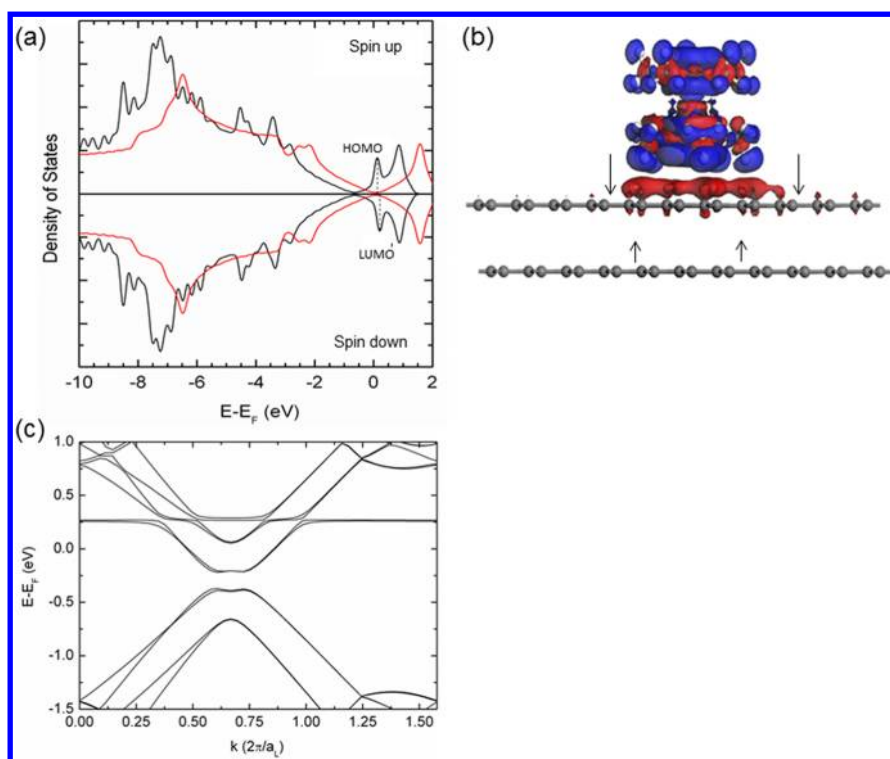 (a)
Spin up
HOMO
LUMO
Spin down
Density of States
-10 -8 -6 -4 -2 0 2
E-E_F (eV)
(b)
(c)
1.0
0.5
0.0
-0.5
-1.0
-1.5
E-E_F (eV)
0.00 0.25 0.50 0.75 1.00 1.25 1.50
k (2π/a_L)